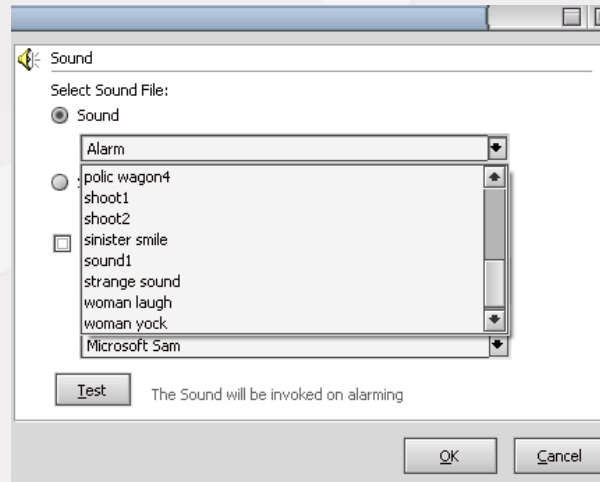 Sound
Select Sound File:
Sound
Alarm
polic wagon4
shoot1
shoot2
sinister smile
sound1
strange sound
woman laugh
woman yock
Microsoft Sam
Test The Sound will be invoked on alarming
OK Cancel